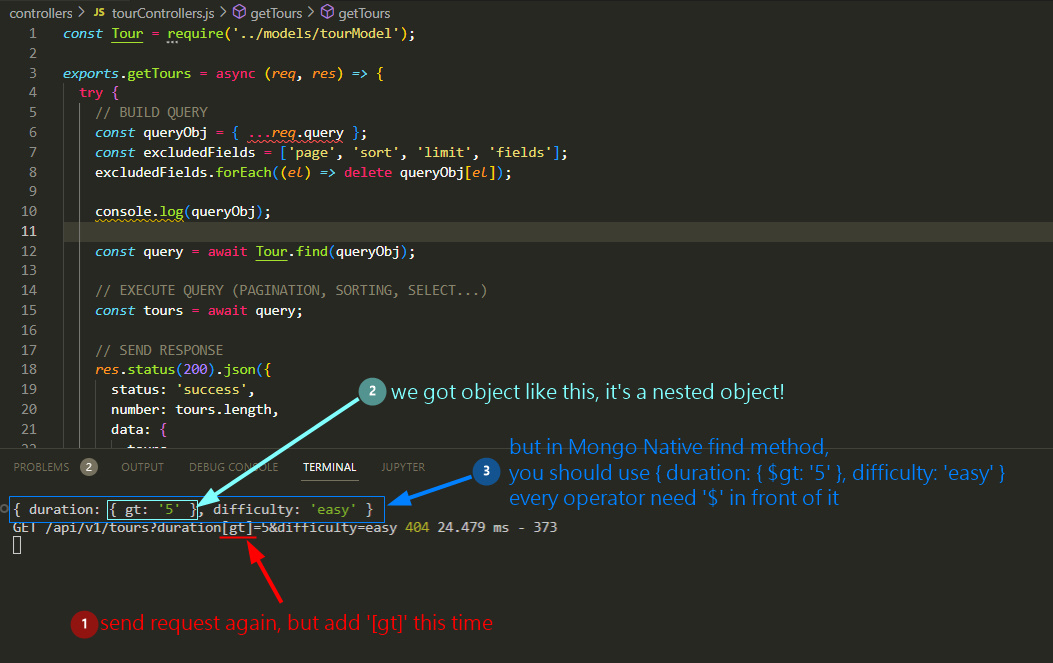 controllers > JS tourControllers.js > getTours > getTours
1 const Tour = require('../models/tourModel');
2
3 exports.getTours = async (req, res) => {
4 try {
5 // BUILD QUERY
6 const queryObj = { ...req.query };
7 const excludedFields = ['page', 'sort', 'limit', 'fields'];
8 excludedFields.forEach((el) => delete queryObj[el]);
9
10 console.log(queryObj);
11
12 const query = await Tour.find(queryObj);
13
14 // EXECUTE QUERY (PAGINATION, SORTING, SELECT...)
15 const tours = await query;
16
17 // SEND RESPONSE
18 res.status(200).json({
19 status: 'success',
20 number: tours.length,
21 data: {
2 we got object like this, it's a nested object!
PROBLEMS 2 OUTPUT DEBUG CONSOLE TERMINAL JUPYTER
3 but in Mongo Native find method,
you should use { duration: { $gt: '5' }, difficulty: 'easy' }
every operator need '$' in front of it
{ duration: { gt: '5' }, difficulty: 'easy' }
GET /api/v1/tours?duration[gt]=5&difficulty=easy 404 24.479 ms - 373
1 send request again, but add '[gt]' this time